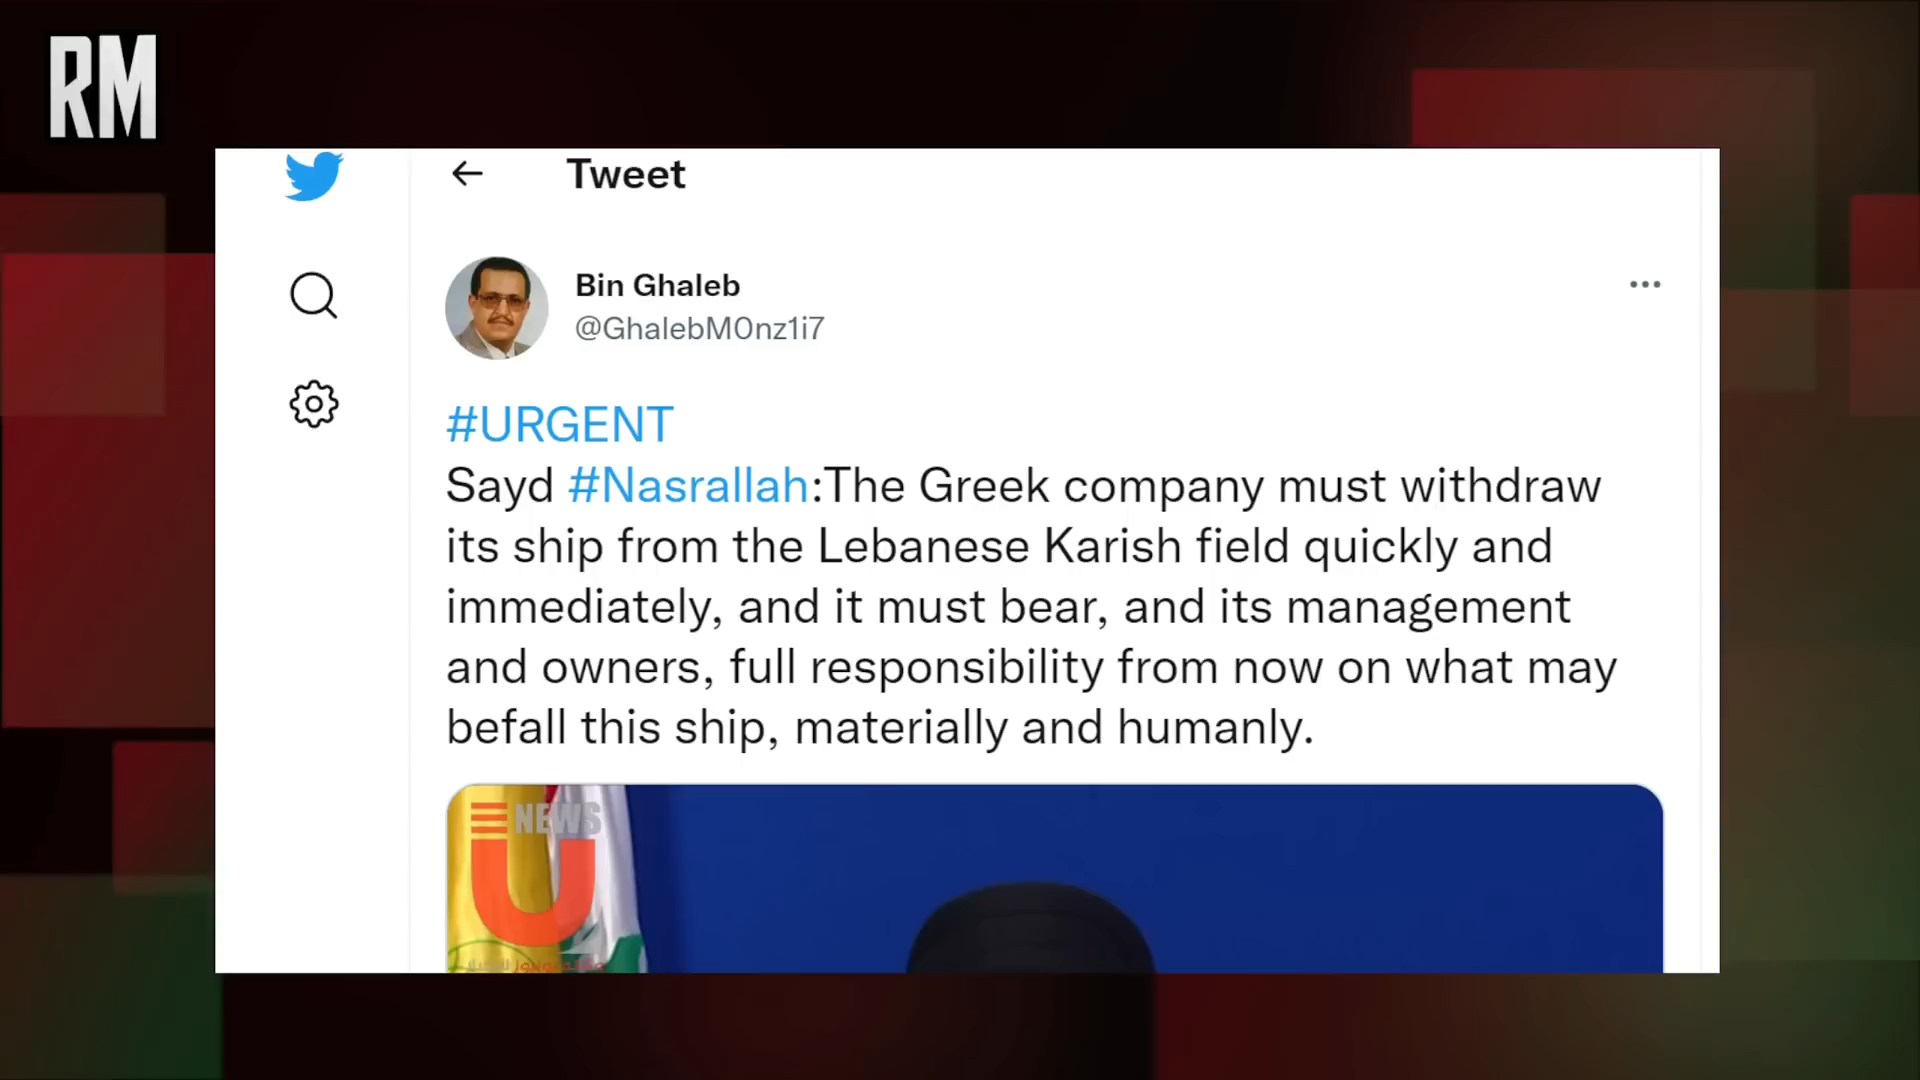 RM
Tweet
Bin Ghaleb
@GhalebM0nz1i7
#URGENT
Sayd #Nasrallah:The Greek company must withdraw
its ship from the Lebanese Karish field quickly and
immediately, and it must bear, and its management
and owners, full responsibility from now on what may
befall this ship, materially and humanly.
NEWS
U